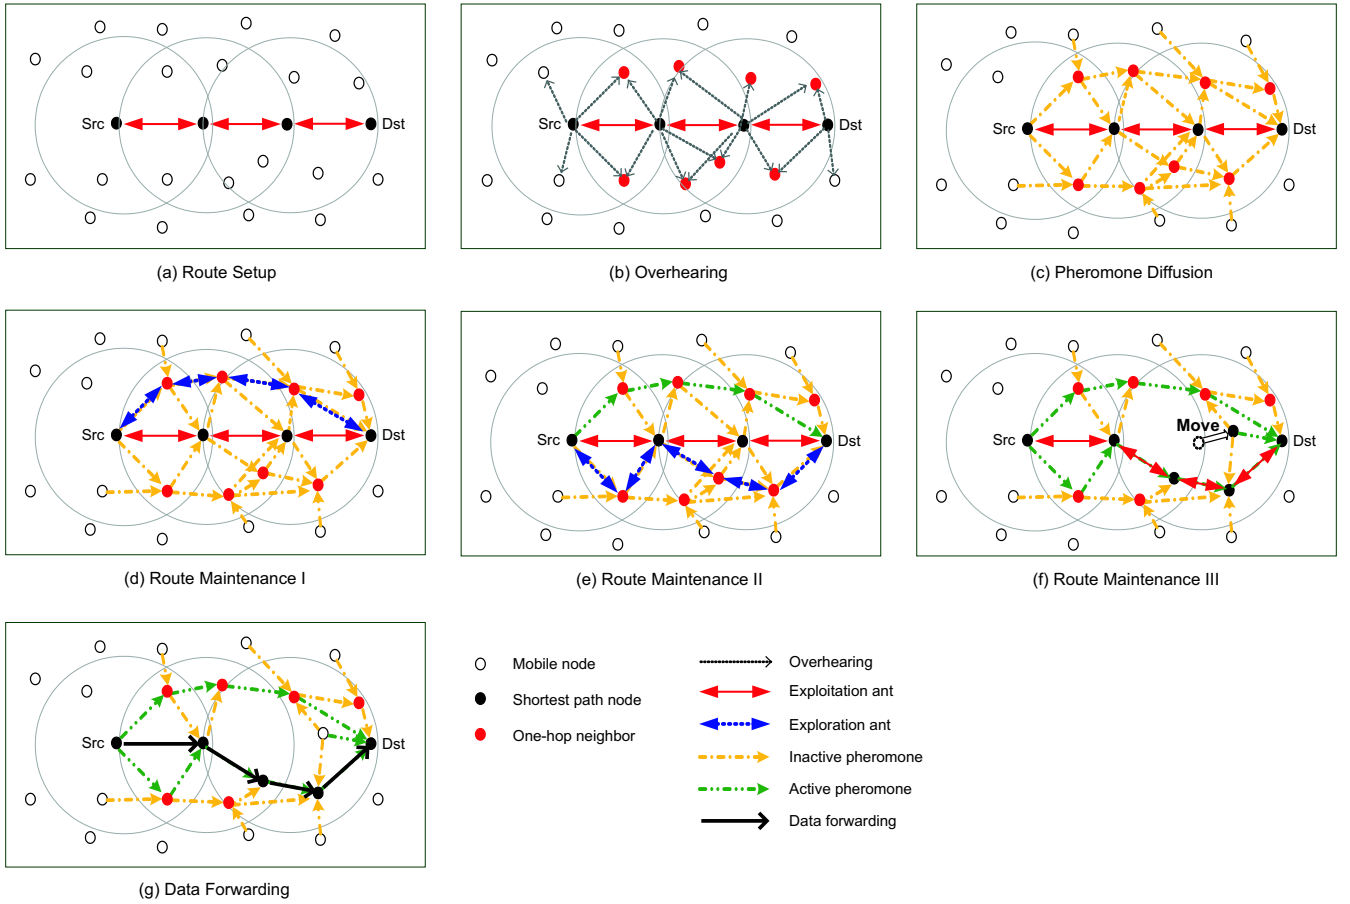 Src
Dst
(a) Route Setup
Src
Dst
(b) Overhearing
Src
Dst
(c) Pheromone Diffusion
Src
Dst
(d) Route Maintenance I
Src
Dst
(e) Route Maintenance II
Src
Move
Dst
(f) Route Maintenance III
Src
Dst
(g) Data Forwarding
Mobile node
Shortest path node
One-hop neighbor
Overhearing
Exploitation ant
Exploration ant
Inactive pheromone
Active pheromone
Data forwarding